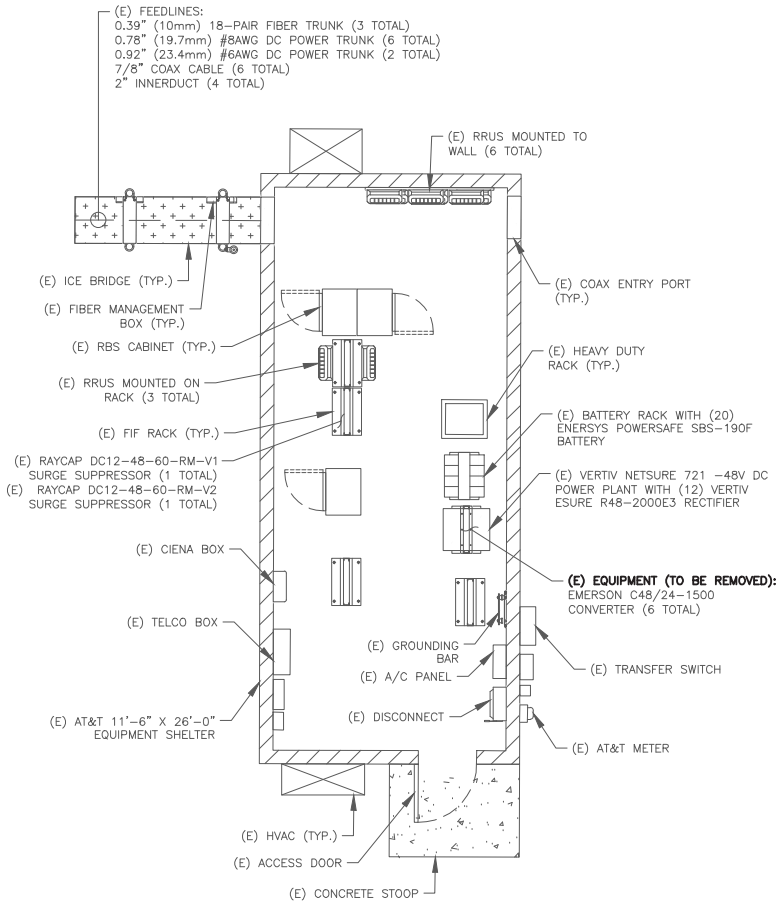 (E) FEEDLINES:
0.39" (10mm) 18-PAIR FIBER TRUNK (3 TOTAL)
0.78" (19.7mm) #8AWG DC POWER TRUNK (6 TOTAL)
0.92" (23.4mm) #6AWG DC POWER TRUNK (2 TOTAL)
7/8" COAX CABLE (6 TOTAL)
2" INNERDUCT (4 TOTAL)
(E) RRUS MOUNTED TO
WALL (6 TOTAL)
(E) ICE BRIDGE (TYP.)
(E) FIBER MANAGEMENT
BOX (TYP.)
(E) RBS CABINET (TYP.)
(E) RRUS MOUNTED ON
RACK (3 TOTAL)
(E) FIF RACK (TYP.)
(E) RAYCAP DC12-48-60-RM-V1
SURGE SUPPRESSOR (1 TOTAL)
(E) RAYCAP DC12-48-60-RM-V2
SURGE SUPPRESSOR (1 TOTAL)
(E) CIENA BOX
(E) TELCO BOX
(E) AT&T 11'-6" X 26'-0"
EQUIPMENT SHELTER
(E) HVAC (TYP.)
(E) ACCESS DOOR
(E) CONCRETE STOOP
(E) COAX ENTRY PORT
(TYP.)
(E) HEAVY DUTY
RACK (TYP.)
(E) BATTERY RACK WITH (20)
ENERSYS POWERSAFE SBS-190F
BATTERY
(E) VERTIV NETSURE 721 -48V DC
POWER PLANT WITH (12) VERTIV
ESURE R48-2000E3 RECTIFIER
(E) EQUIPMENT (TO BE REMOVED):
EMERSON C48/24-1500
CONVERTER (6 TOTAL)
(E) GROUNDING
BAR
(E) A/C PANEL
(E) DISCONNECT
(E) TRANSFER SWITCH
(E) AT&T METER